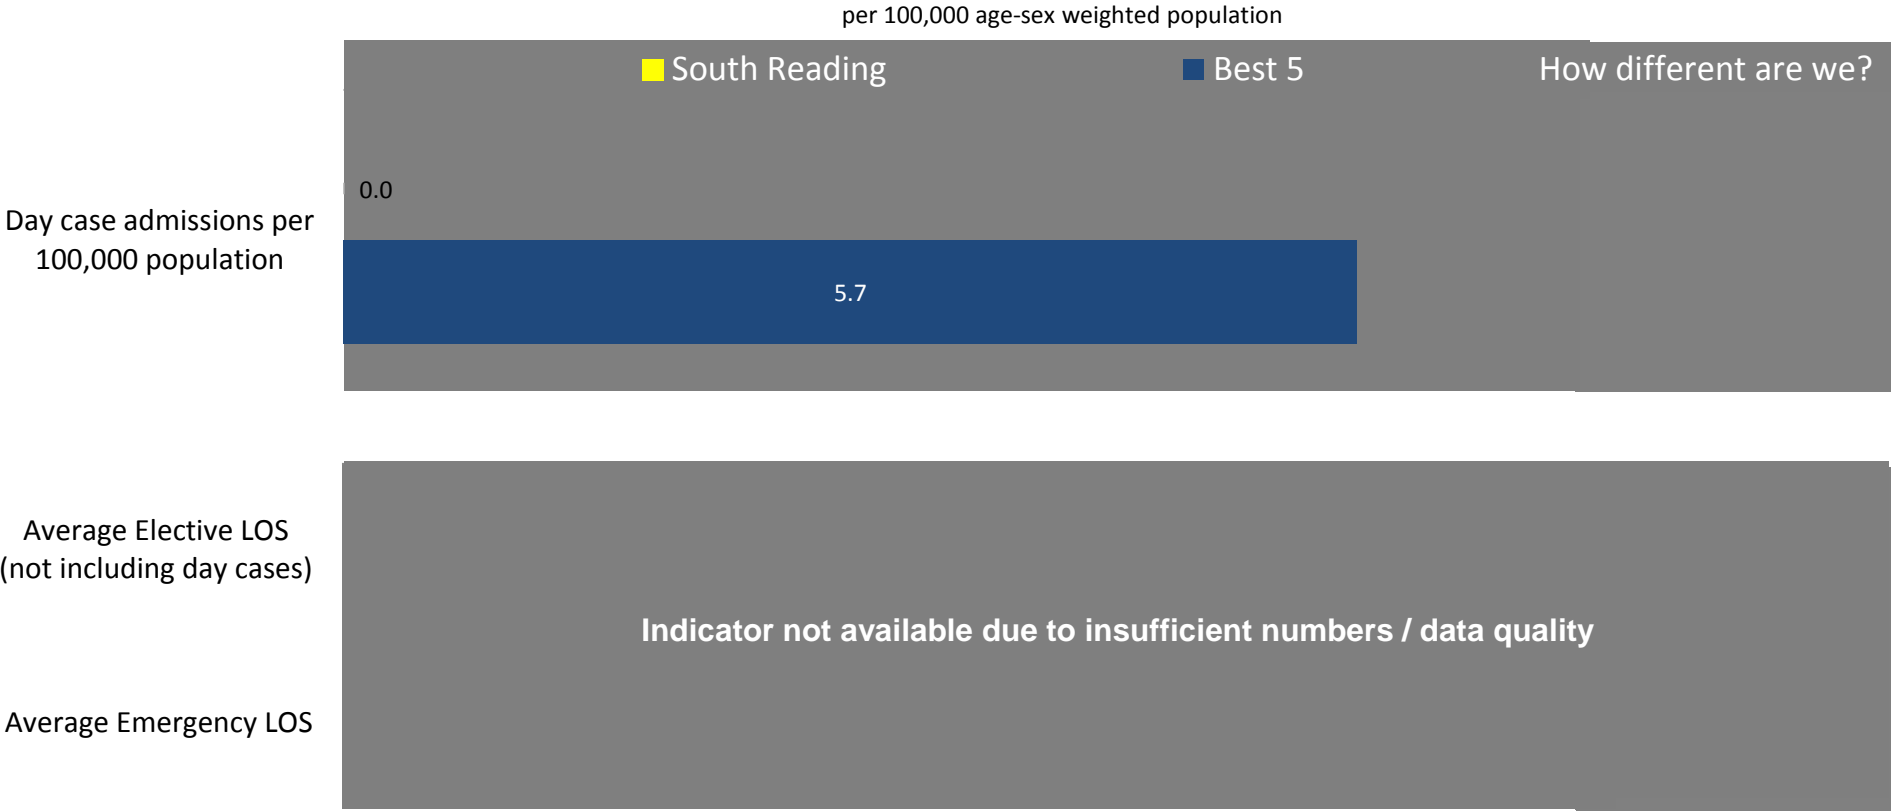 per 100,000 age-sex weighted population
South Reading
Best 5
How different are we?
Day case admissions per
100,000 population
0.0
5.7
Average Elective LOS
(not including day cases)
Indicator not available due to insufficient numbers / data quality
Average Emergency LOS